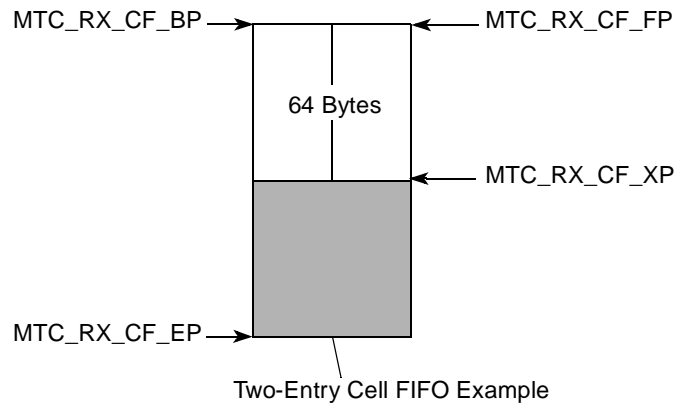 MTC_RX_CF_BP
MTC_RX_CF_FP
64 Bytes
MTC_RX_CF_XP
MTC_RX_CF_EP
Two-Entry Cell FIFO Example